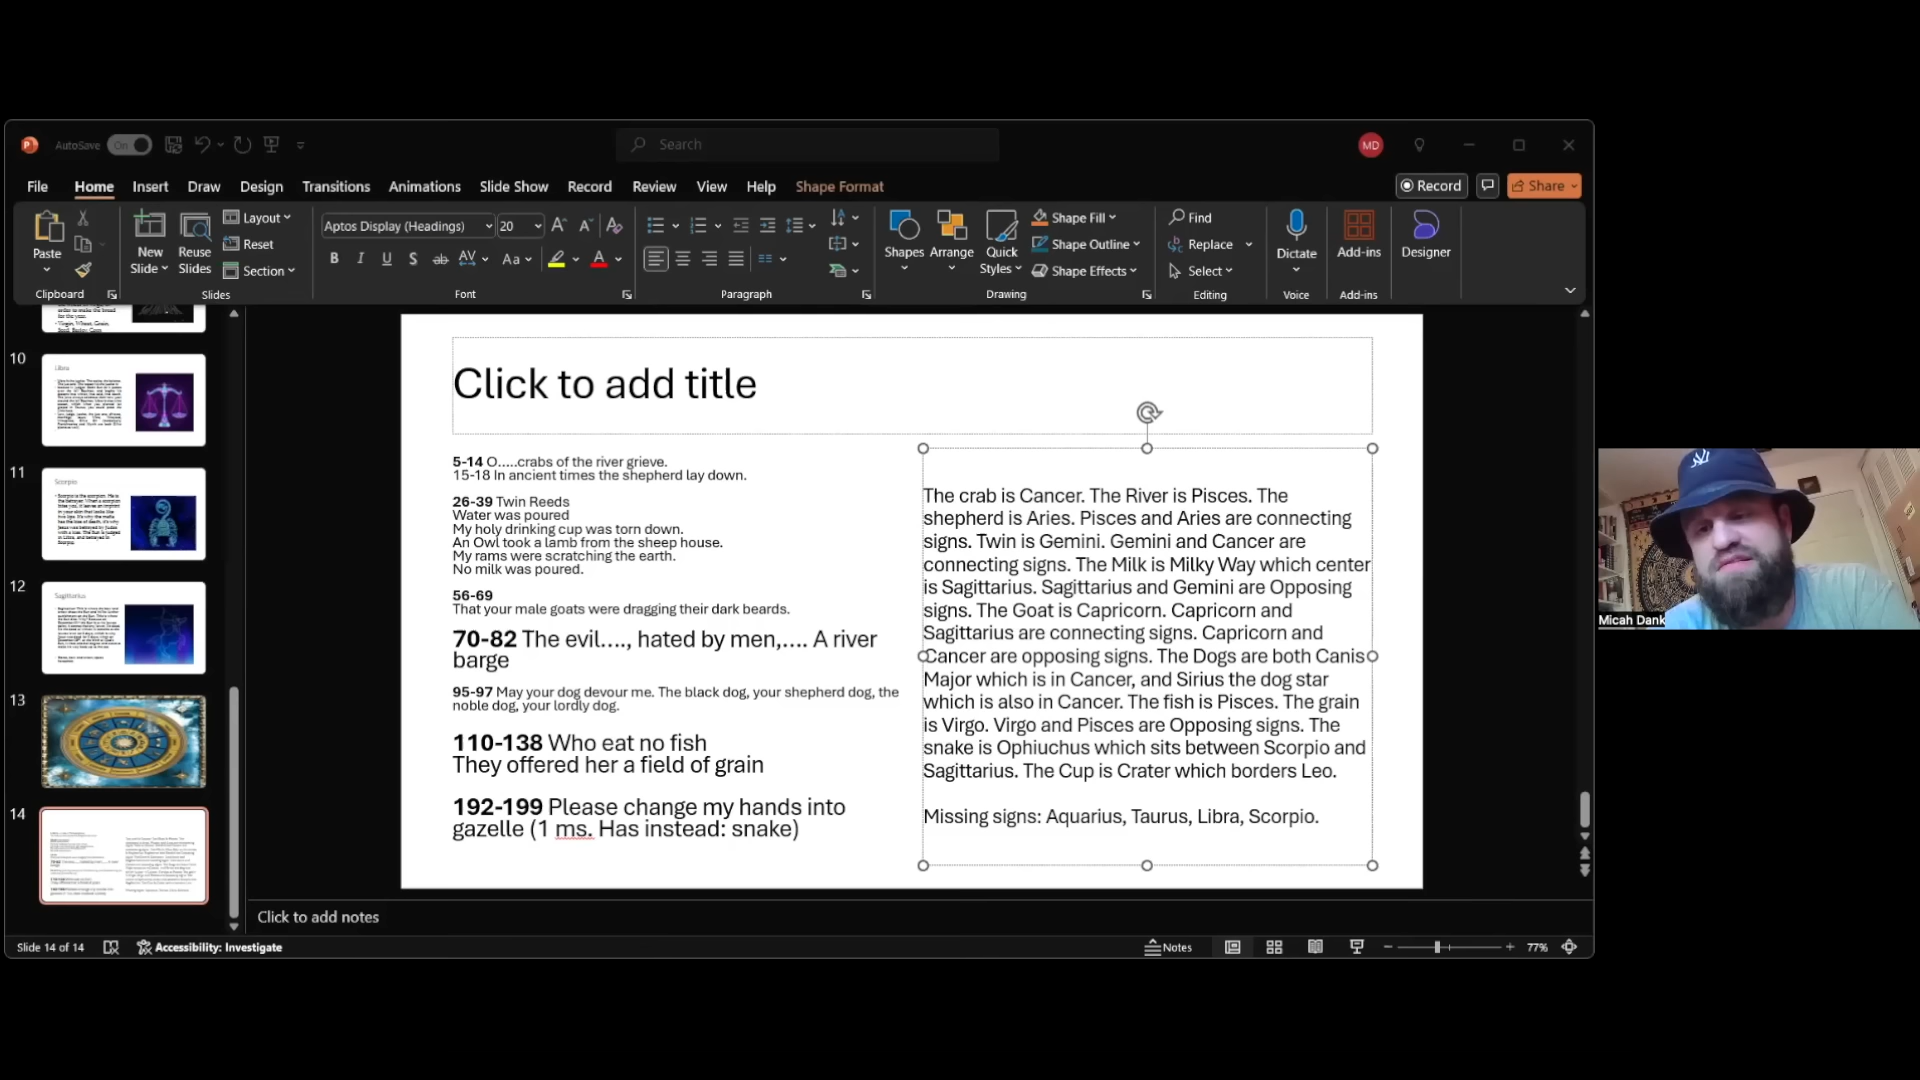 AutoSave
On
Search
MD
File
Home
Insert
Draw
Design
Transitions
Animations
Slide Show
Record
Review
View
Help
Shape Format
Record
Share
Paste
Clipboard
New
Slide
Reuse
Slides
Layout
Reset
Section
Slides
Aptos Display (Headings)
20
Font
Paragraph
Shapes
Arrange
Quick
Styles
Shape Fill
Shape Outline
Shape Effects
Drawing
Find
Replace
Select
Editing
Dictate
Voice
Add-ins
Add-ins
Designer
10
Libra
11
Scorpio
12
Sagittarius
13
14
Click to add title
5-14 O.....crabs of the river grieve.
15-18 In ancient times the shepherd lay down.
26-39 Twin Reeds
Water was poured
My holy drinking cup was torn down.
An Owl took a lamb from the sheep house.
My rams were scratching the earth.
No milk was poured.
56-69
That your male goats were dragging their dark beards.
70-82 The evil...., hated by men,.... A river
barge
95-97 May your dog devour me. The black dog, your shepherd dog, the
noble dog, your lordly dog.
110-138 Who eat no fish
They offered her a field of grain
192-199 Please change my hands into
gazelle (1 ms. Has instead: snake)
The crab is Cancer. The River is Pisces. The
shepherd is Aries. Pisces and Aries are connecting
signs. Twin is Gemini. Gemini and Cancer are
connecting signs. The Milk is Milky Way which center
is Sagittarius. Sagittarius and Gemini are Opposing
signs. The Goat is Capricorn. Capricorn and
Sagittarius are connecting signs. Capricorn and
Cancer are opposing signs. The Dogs are both Canis
Major which is in Cancer, and Sirius the dog star
which is also in Cancer. The fish is Pisces. The grain
is Virgo. Virgo and Pisces are Opposing signs. The
snake is Ophiuchus which sits between Scorpio and
Sagittarius. The Cup is Crater which borders Leo.
Missing signs: Aquarius, Taurus, Libra, Scorpio.
Micah Dank
Click to add notes
Slide 14 of 14
Accessibility: Investigate
Notes
77%